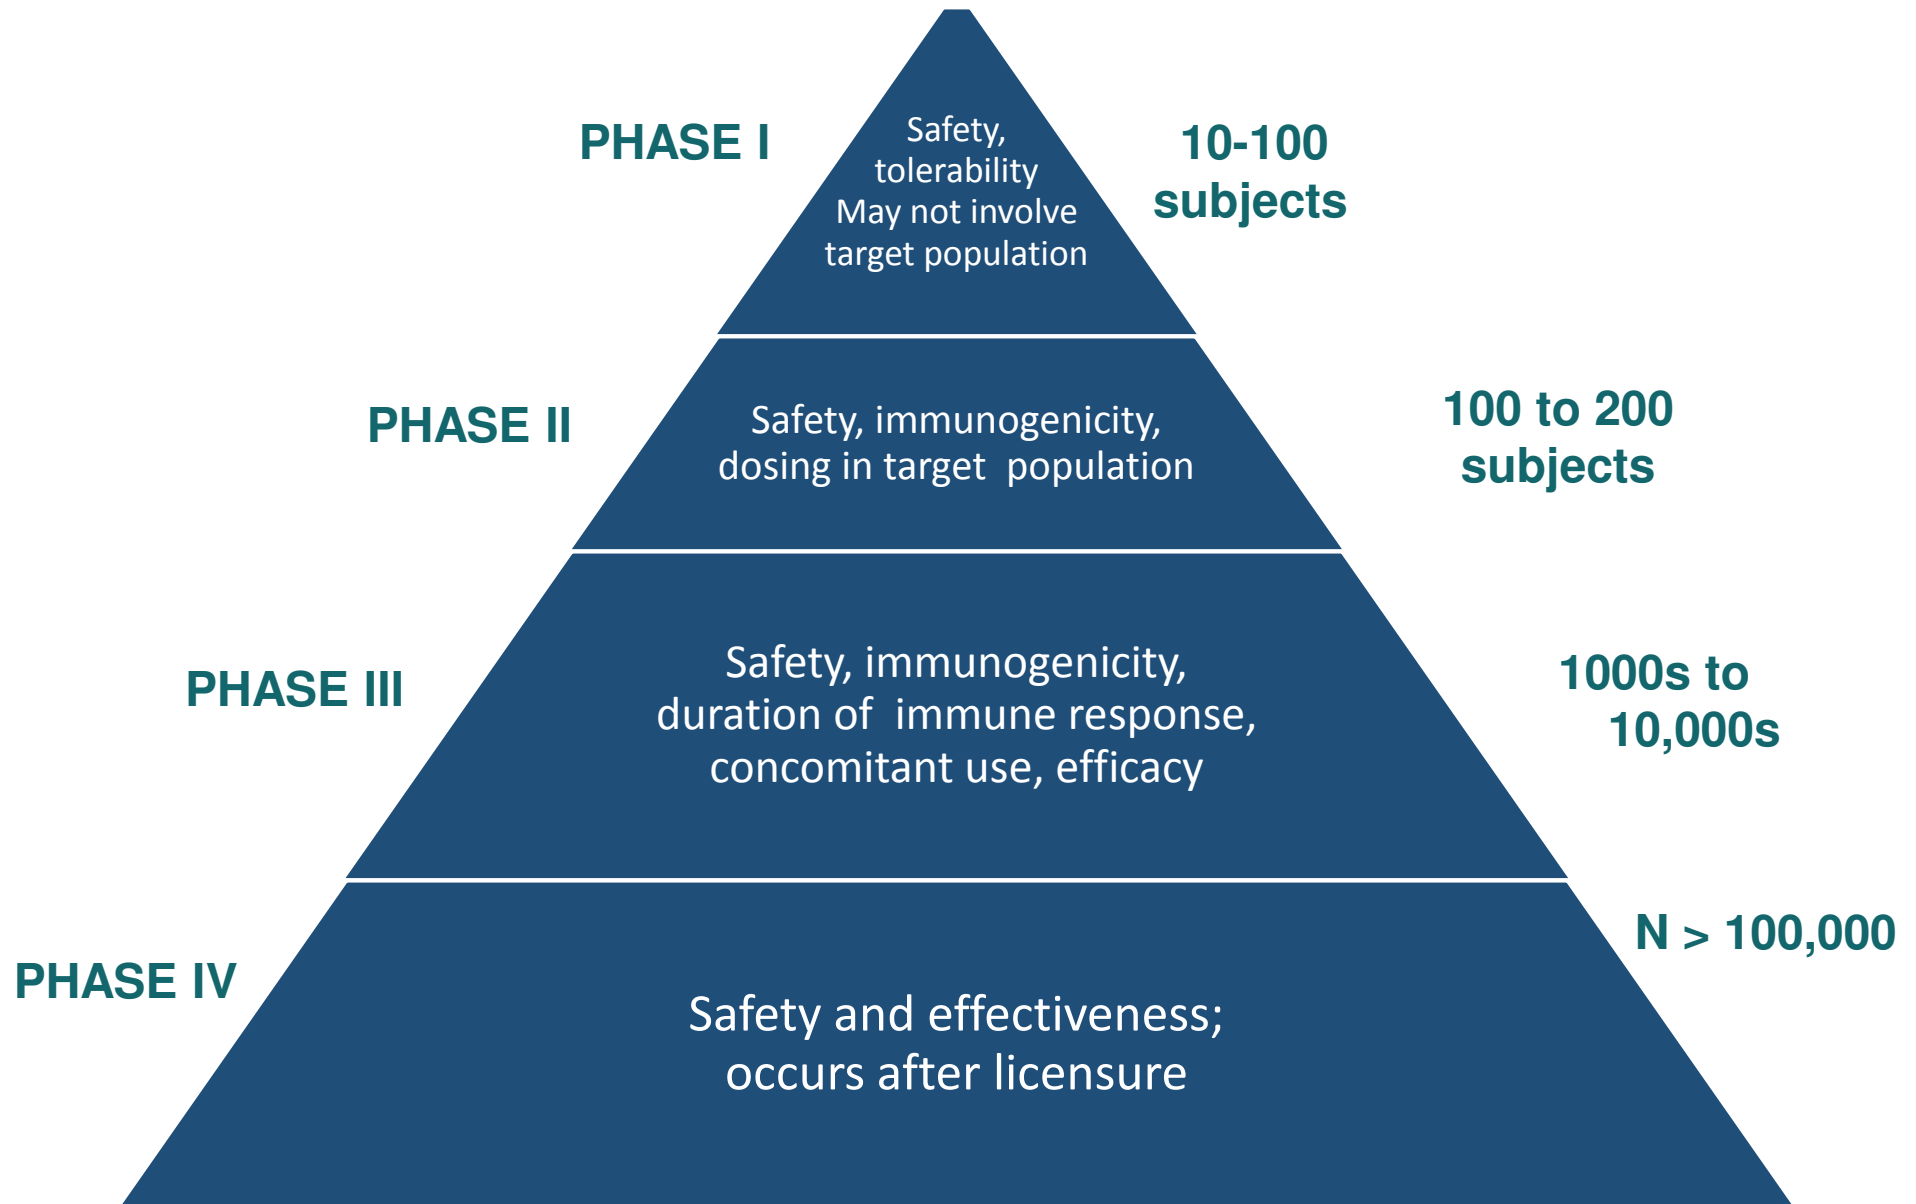 PHASE I
Safety,
tolerability
May not involve
target population
10-100
subjects
PHASE II
Safety, immunogenicity,
dosing in target  population
100 to 200
subjects
PHASE III
Safety, immunogenicity,
duration of  immune response,
concomitant use, efficacy
1000s to
10,000s
PHASE IV
Safety and effectiveness;
occurs after licensure
N > 100,000